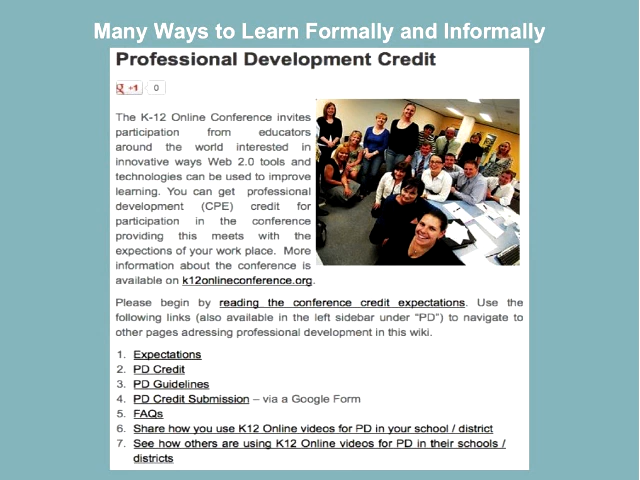 Many Ways to Learn Formally and Informally
Professional Development Credit
g +1 0
The K-12 Online Conference invites
participation from educators
around the world interested in
innovative ways Web 2.0 tools and
technologies can be used to improve
learning. You can get professional
development (CPE) credit for
participation in the conference
providing this meets with the
expections of your work place. More
information about the conference is
available on k12onlineconference.org.
Please begin by reading the conference credit expectations. Use the
following links (also available in the left sidebar under “PD”) to navigate to
other pages adressing professional development in this wiki.
1. Expectations
2. PD Credit
3. PD Guidelines
4. PD Credit Submission – via a Google Form
5. FAQs
6. Share how you use K12 Online videos for PD in your school / district
7. See how others are using K12 Online videos for PD in their schools /
districts